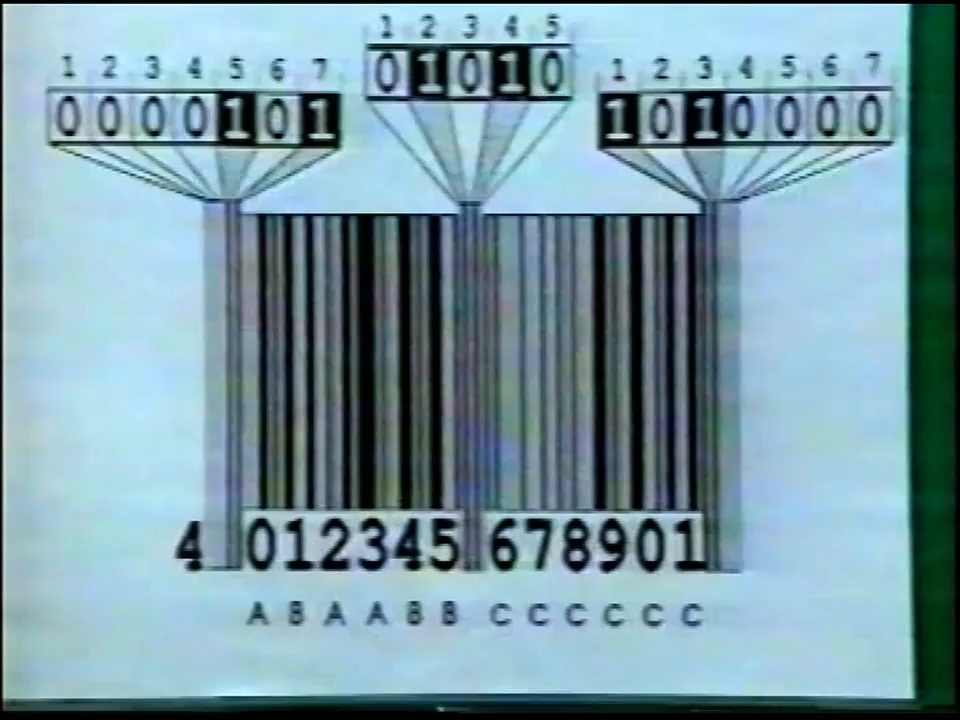 1 2 3 4 5
0 1 0 1 0
1 2 3 4 5 6 7
0 0 0 0 1 0 1
1 2 3 4 5 6 7
1 0 1 0 0 0 0
4 012345 678901
A B A A B B C C C C C C